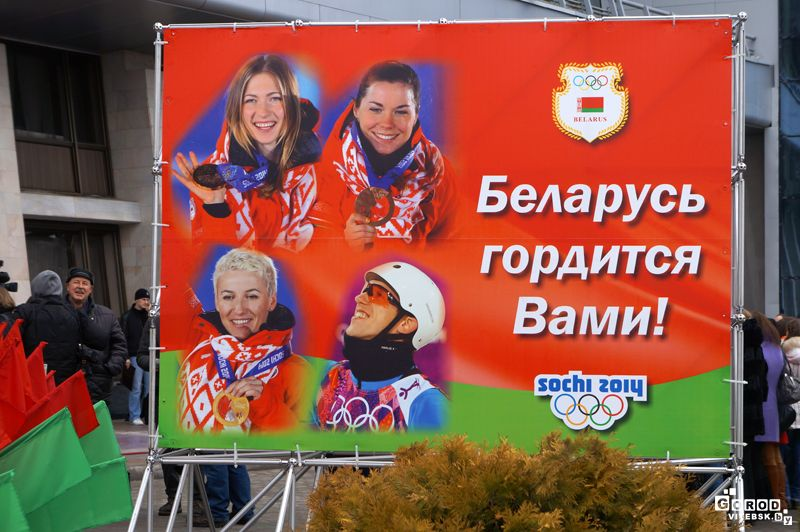 BELARUS
Беларусь
гордится
Вами!
sochi 2014
GOROD
VITEBSK.by